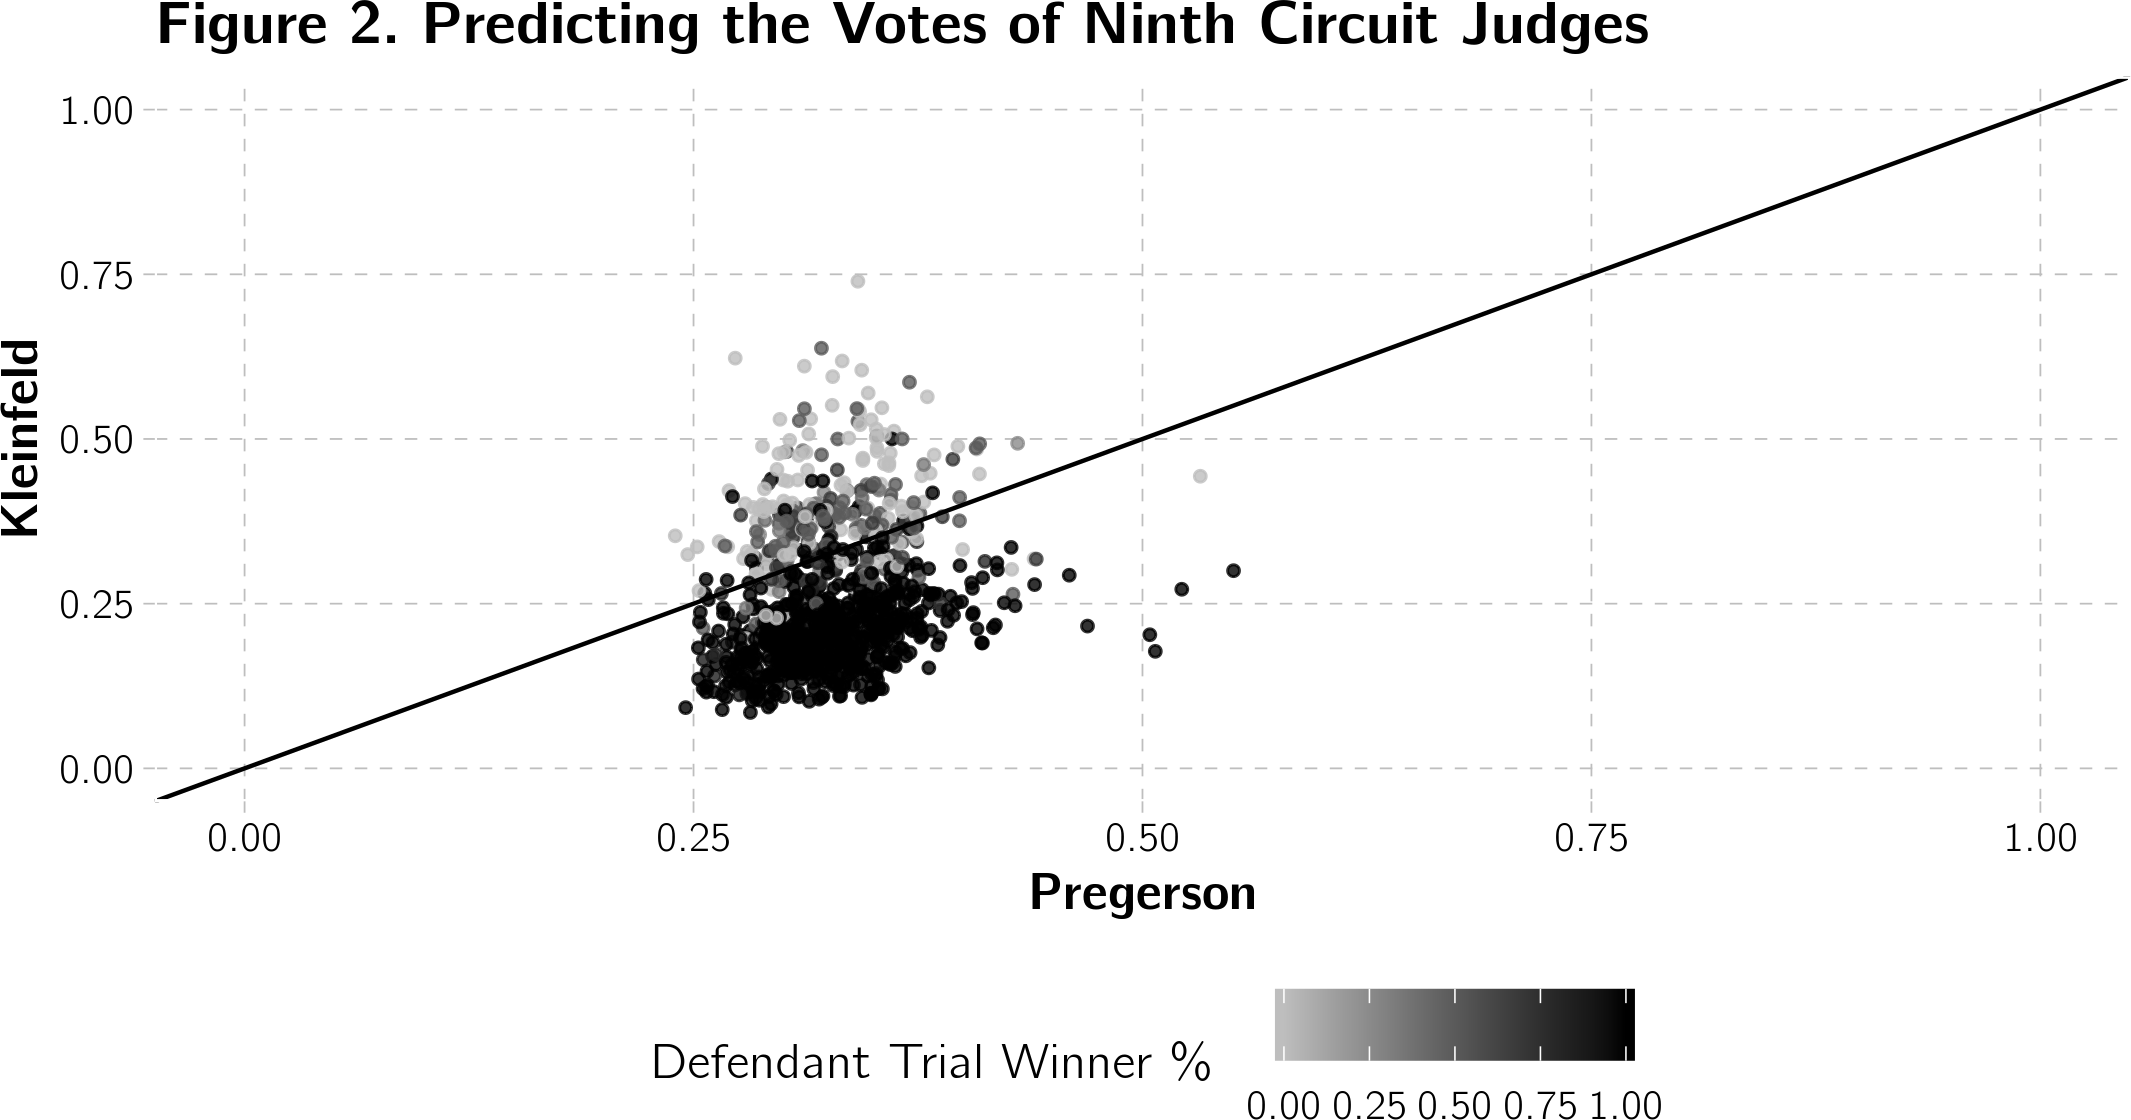 Figure 2. Predicting the Votes of Ninth Circuit Judges
1.00
0.75
0.50
0.25
0.00
Kleinfeld
0.00 0.25 0.50 0.75 1.00
Pregerson
Defendant Trial Winner %
0.00 0.25 0.50 0.75 1.00